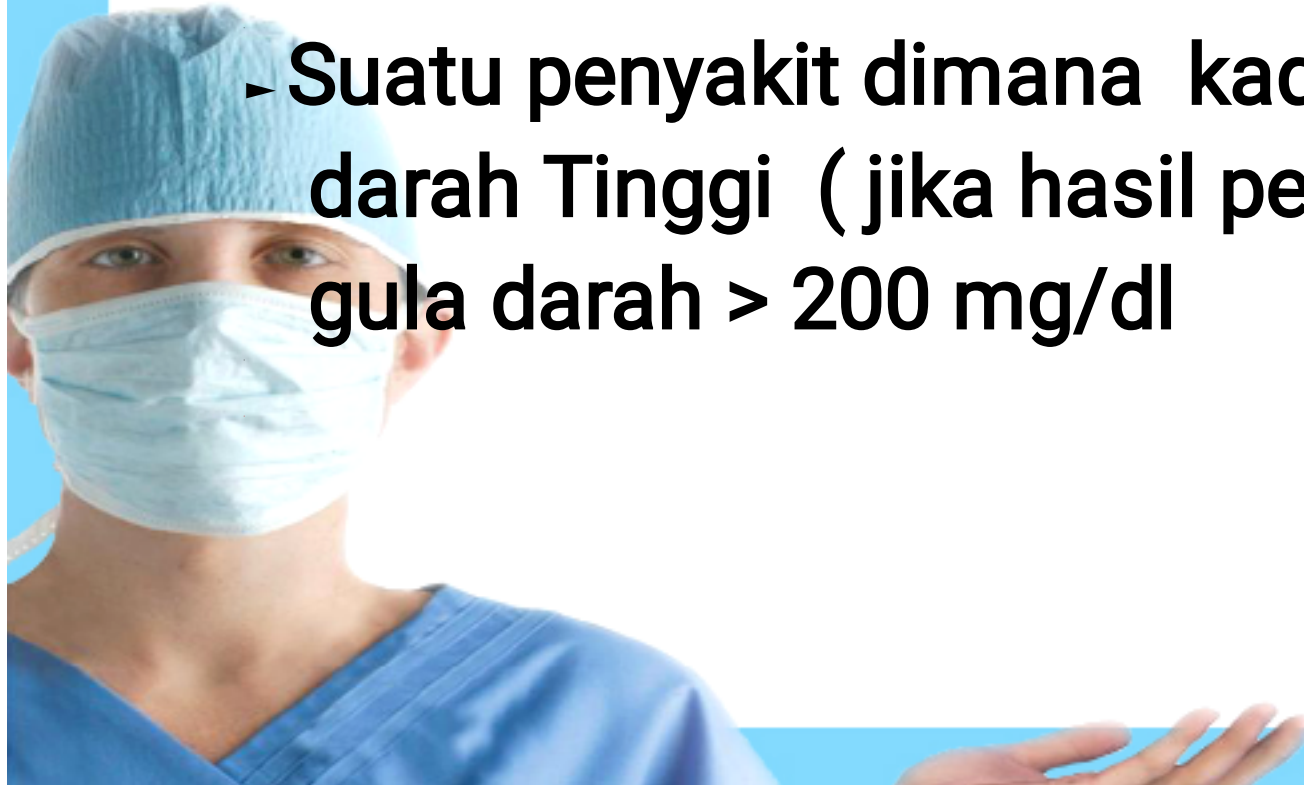 ►Suatu penyakit dimana
darah Tinggi ( jika hasil
gula darah > 200 mg/dl